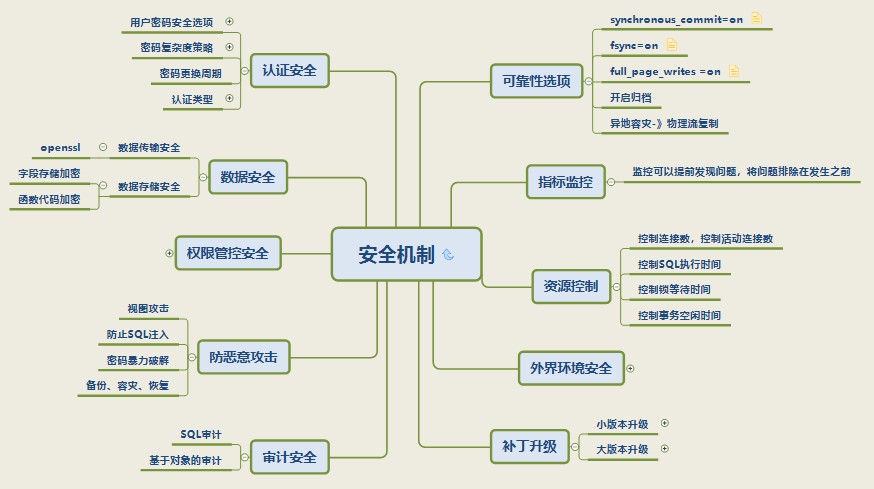 安全机制
认证安全
用户密码安全选项
密码复杂度策略
密码更换周期
认证类型
数据安全
数据传输安全
openssl
数据存储安全
字段存储加密
函数代码加密
权限管控安全
防恶意攻击
视图攻击
防止SQL注入
密码暴力破解
备份、容灾、恢复
审计安全
SQL审计
基于对象的审计
可靠性选项
synchronous_commit=on
fsync=on
full_page_writes =on
开启归档
异地容灾-》物理流复制
指标监控
监控可以提前发现问题，将问题排除在发生之前
资源控制
控制连接数，控制活动连接数
控制SQL执行时间
控制锁等待时间
控制事务空闲时间
外界环境安全
补丁升级
小版本升级
大版本升级